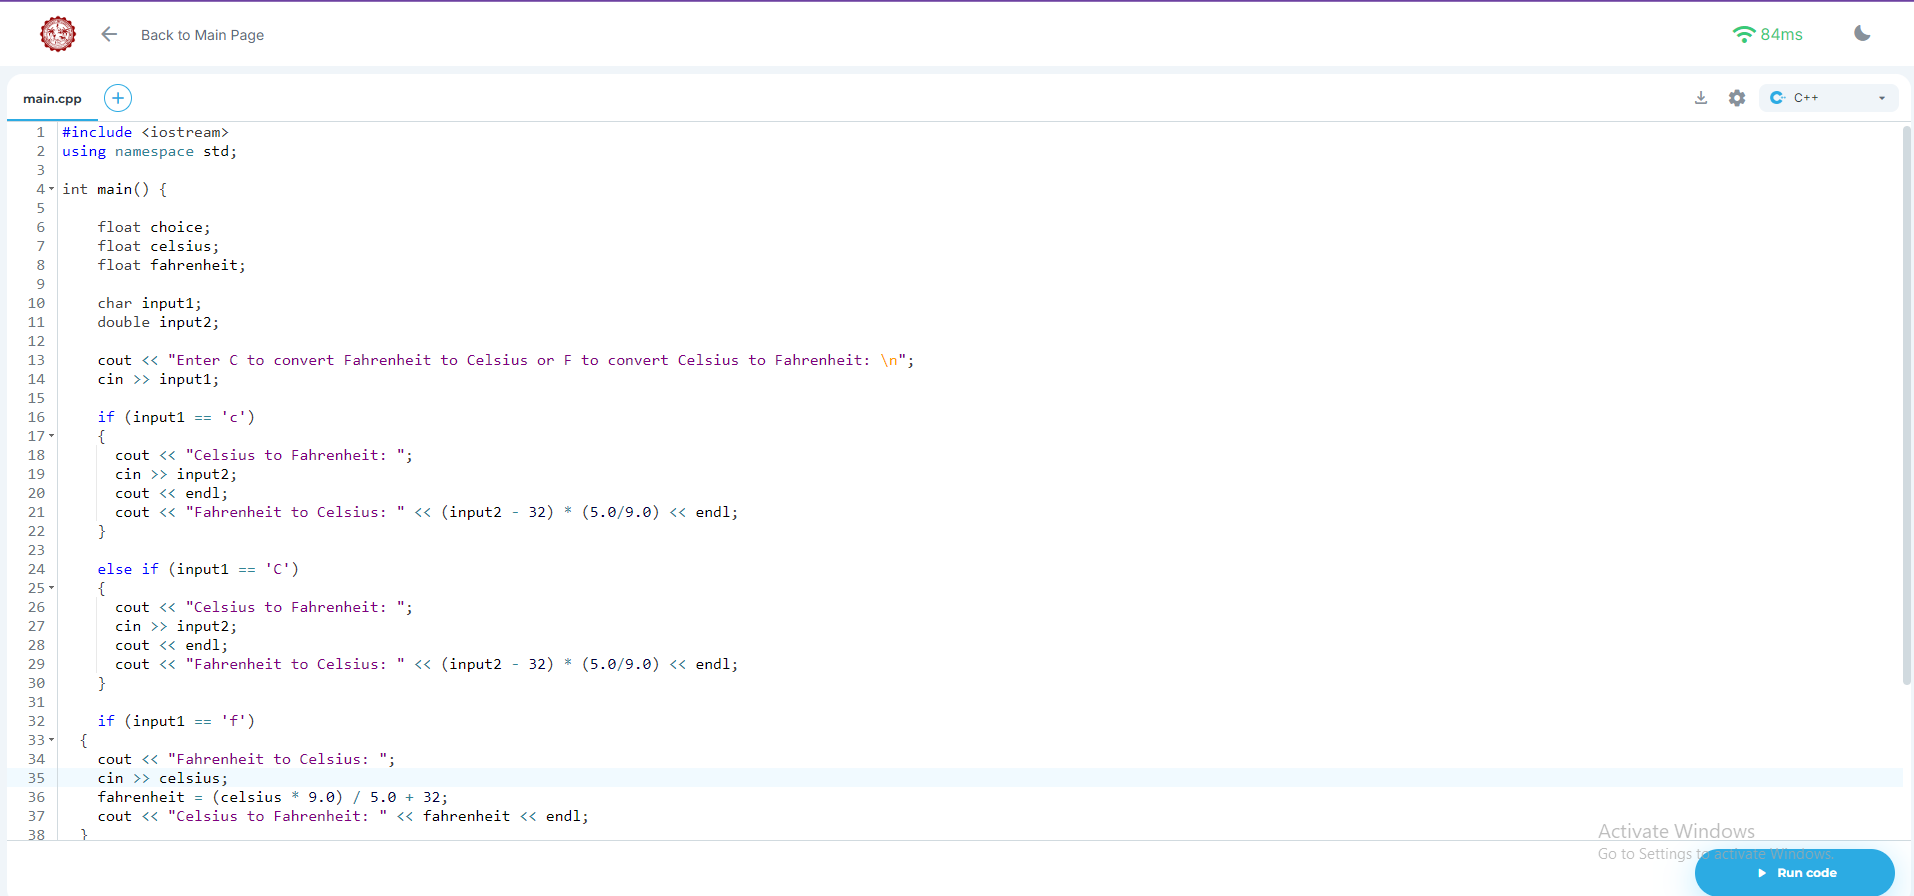 Back to Main Page
84ms
main.cpp
C++
1 #include <iostream>
2 using namespace std;
3
4 int main() {
5
6     float choice;
7     float celsius;
8     float fahrenheit;
9
10     char input1;
11     double input2;
12
13     cout << "Enter C to convert Fahrenheit to Celsius or F to convert Celsius to Fahrenheit: \n";
14     cin >> input1;
15
16     if (input1 == 'c')
17     {
18       cout << "Celsius to Fahrenheit: ";
19       cin >> input2;
20       cout << endl;
21       cout << "Fahrenheit to Celsius: " << (input2 - 32) * (5.0/9.0) << endl;
22     }
23
24     else if (input1 == 'C')
25     {
26       cout << "Celsius to Fahrenheit: ";
27       cin >> input2;
28       cout << endl;
29       cout << "Fahrenheit to Celsius: " << (input2 - 32) * (5.0/9.0) << endl;
30     }
31
32     if (input1 == 'f')
33   {
34     cout << "Fahrenheit to Celsius: ";
35     cin >> celsius;
36     fahrenheit = (celsius * 9.0) / 5.0 + 32;
37     cout << "Celsius to Fahrenheit: " << fahrenheit << endl;
38   }
Activate Windows
Go to Settings to activate Windows.
Run code